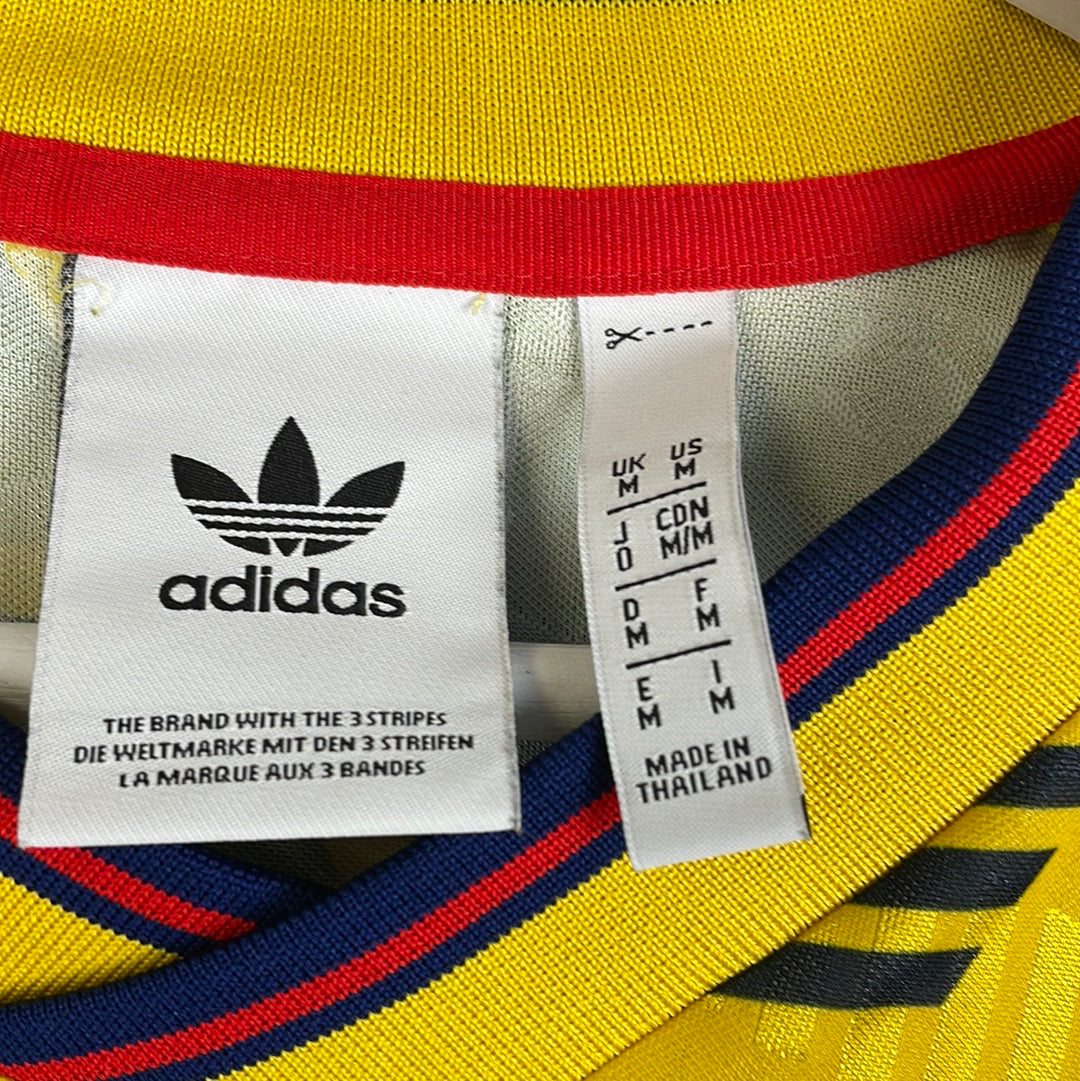 adidas
THE BRAND WITH THE 3 STRIPES
DIE WELTMARKE MIT DEN 3 STREIFEN
LA MARQUE AUX 3 BANDES
UK US
M M
J CDN
O M/M
D F
M M
E I
M M
MADE IN
THAILAND